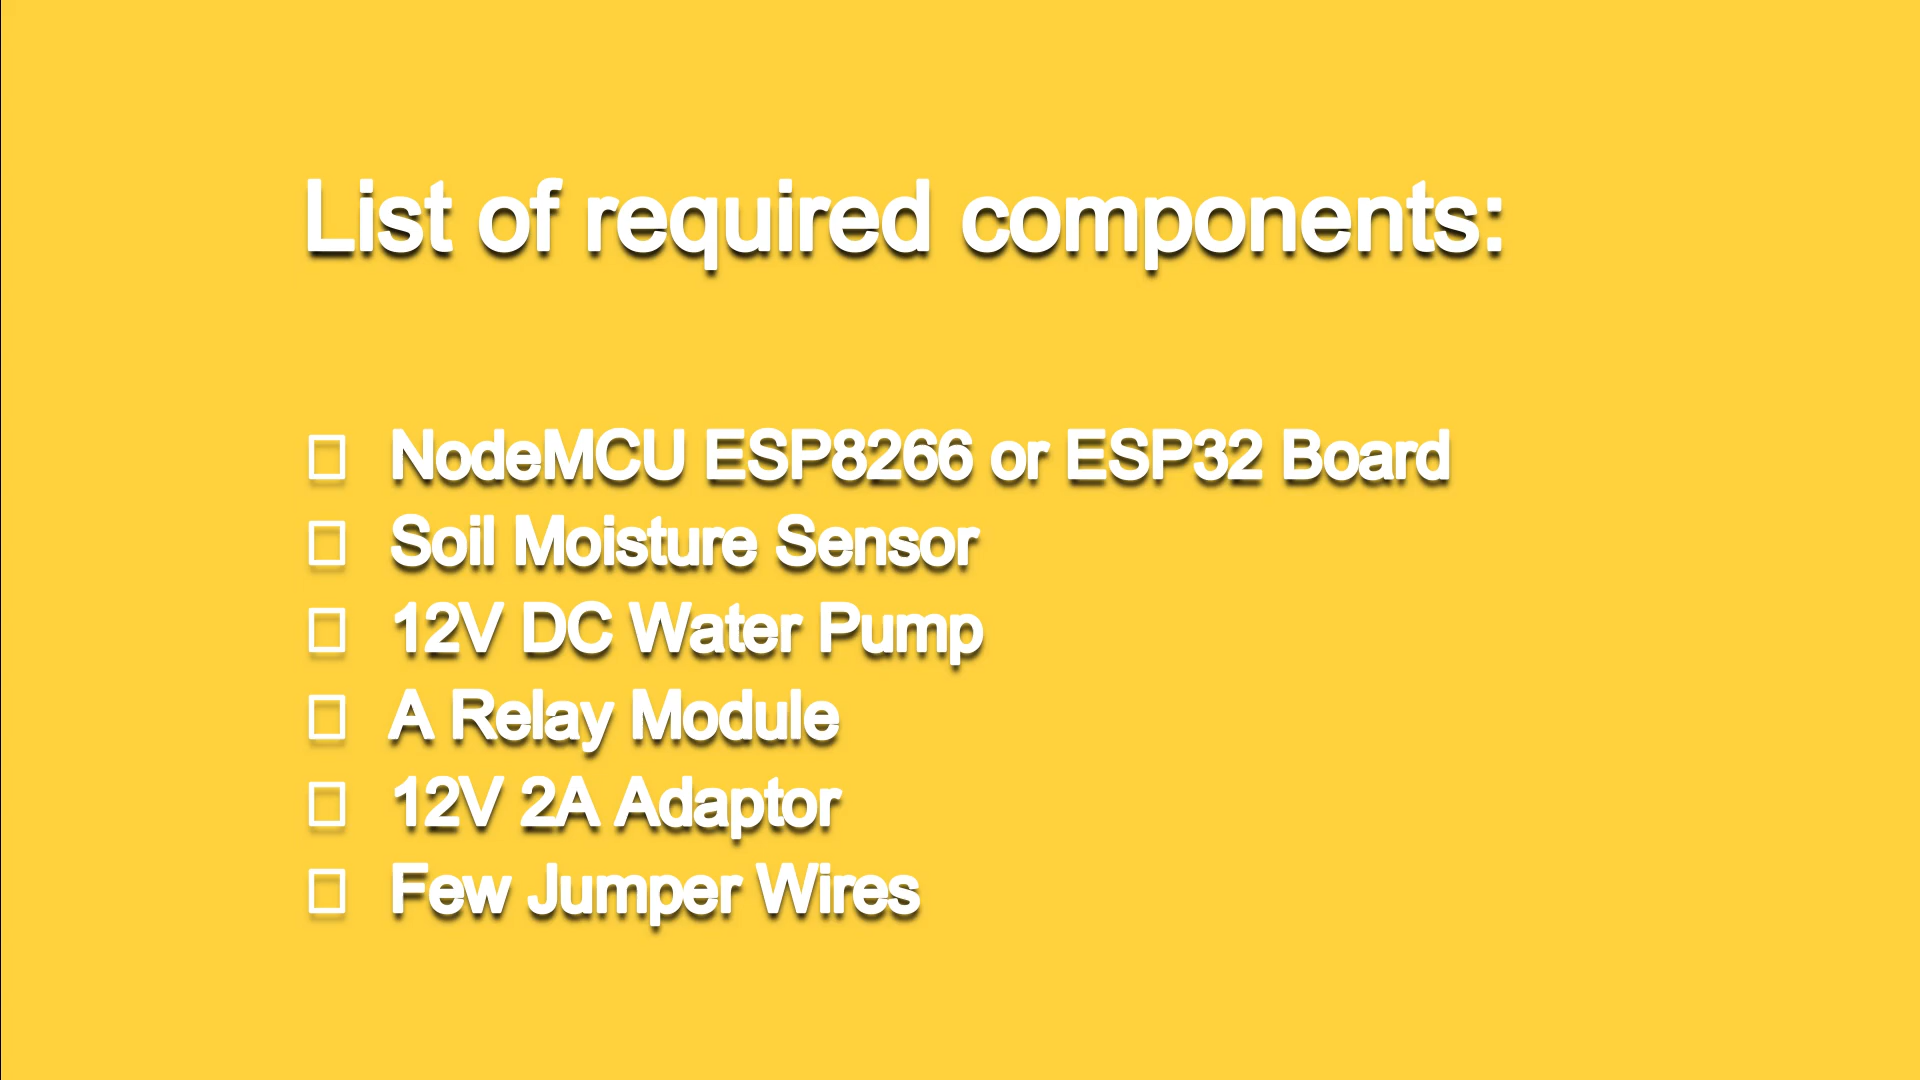 List of required components:
□ NodeMCU ESP8266 or ESP32 Board
□ Soil Moisture Sensor
□ 12V DC Water Pump
□ A Relay Module
□ 12V 2A Adaptor
□ Few Jumper Wires